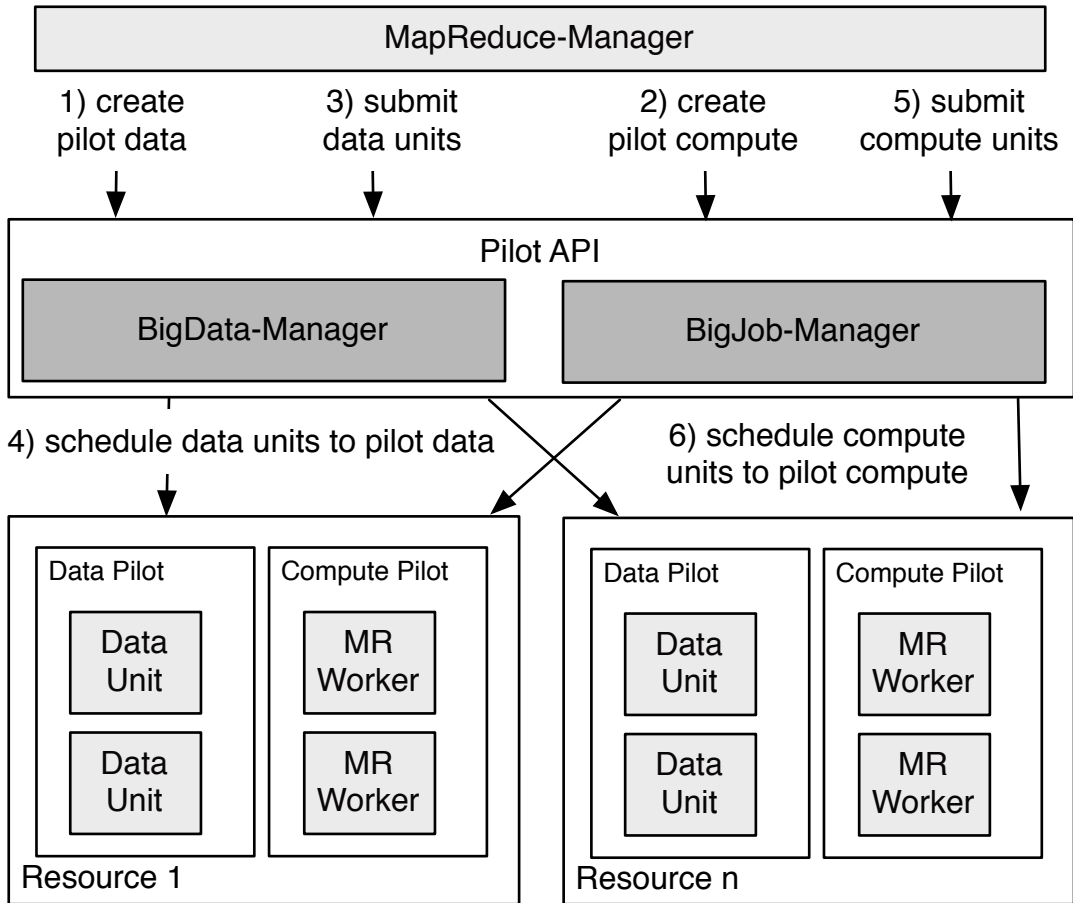 MapReduce-Manager
1) create
pilot data
3) submit
data units
2) create
pilot compute
5) submit
compute units
Pilot API
BigData-Manager
BigJob-Manager
4) schedule data units to pilot data
6) schedule compute
units to pilot compute
Data Pilot
Data
Unit
Data
Unit
Compute Pilot
MR
Worker
MR
Worker
Resource 1
Data Pilot
Data
Unit
Data
Unit
Compute Pilot
MR
Worker
MR
Worker
Resource n